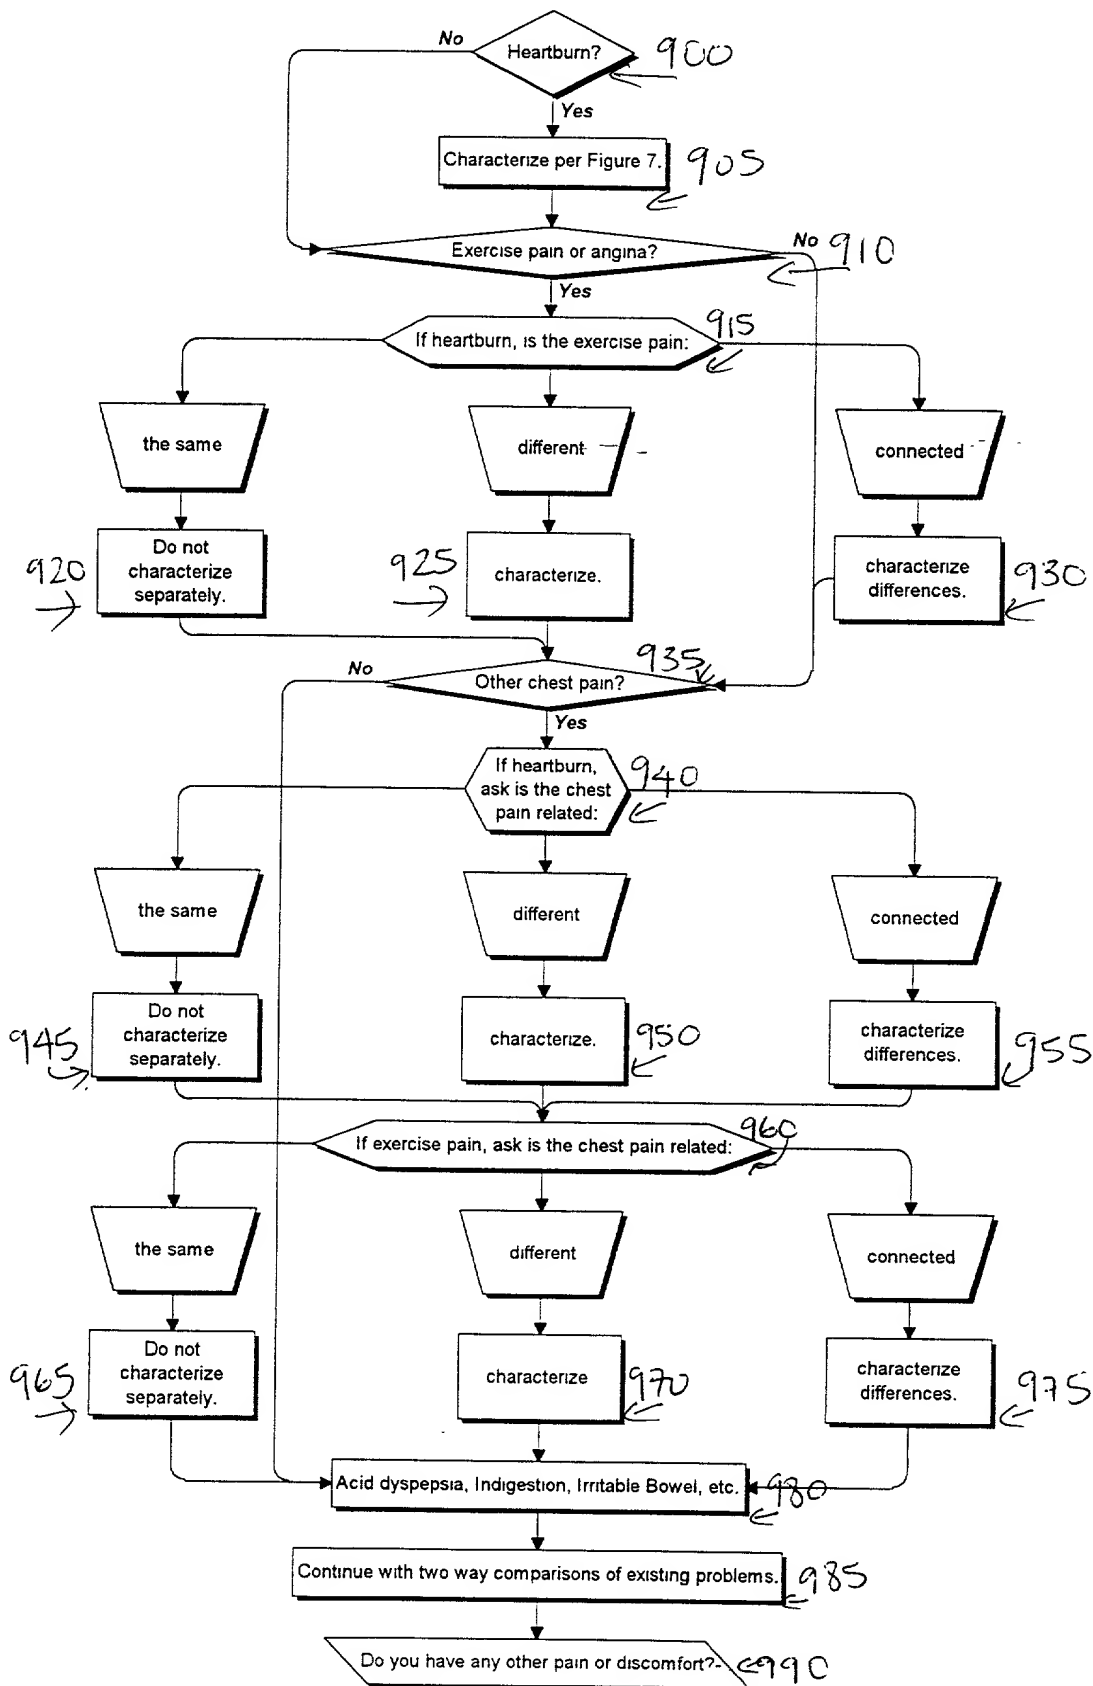 No
Heartburn?
900
Yes
Characterize per Figure 7.
905
Exercise pain or angina?
No
910
Yes
If heartburn, is the exercise pain:
915
the same
different
connected
920
Do not
characterize
separately.
925
characterize.
characterize
differences.
930
No
Other chest pain?
935
Yes
If heartburn,
ask is the chest
pain related:
940
the same
different
connected
945
Do not
characterize
separately.
characterize.
950
characterize
differences.
955
If exercise pain, ask is the chest pain related:
960
the same
different
connected
965
Do not
characterize
separately.
characterize
970
characterize
differences.
975
Acid dyspepsia, Indigestion, Irritable Bowel, etc.
980
Continue with two way comparisons of existing problems.
985
Do you have any other pain or discomfort?
990